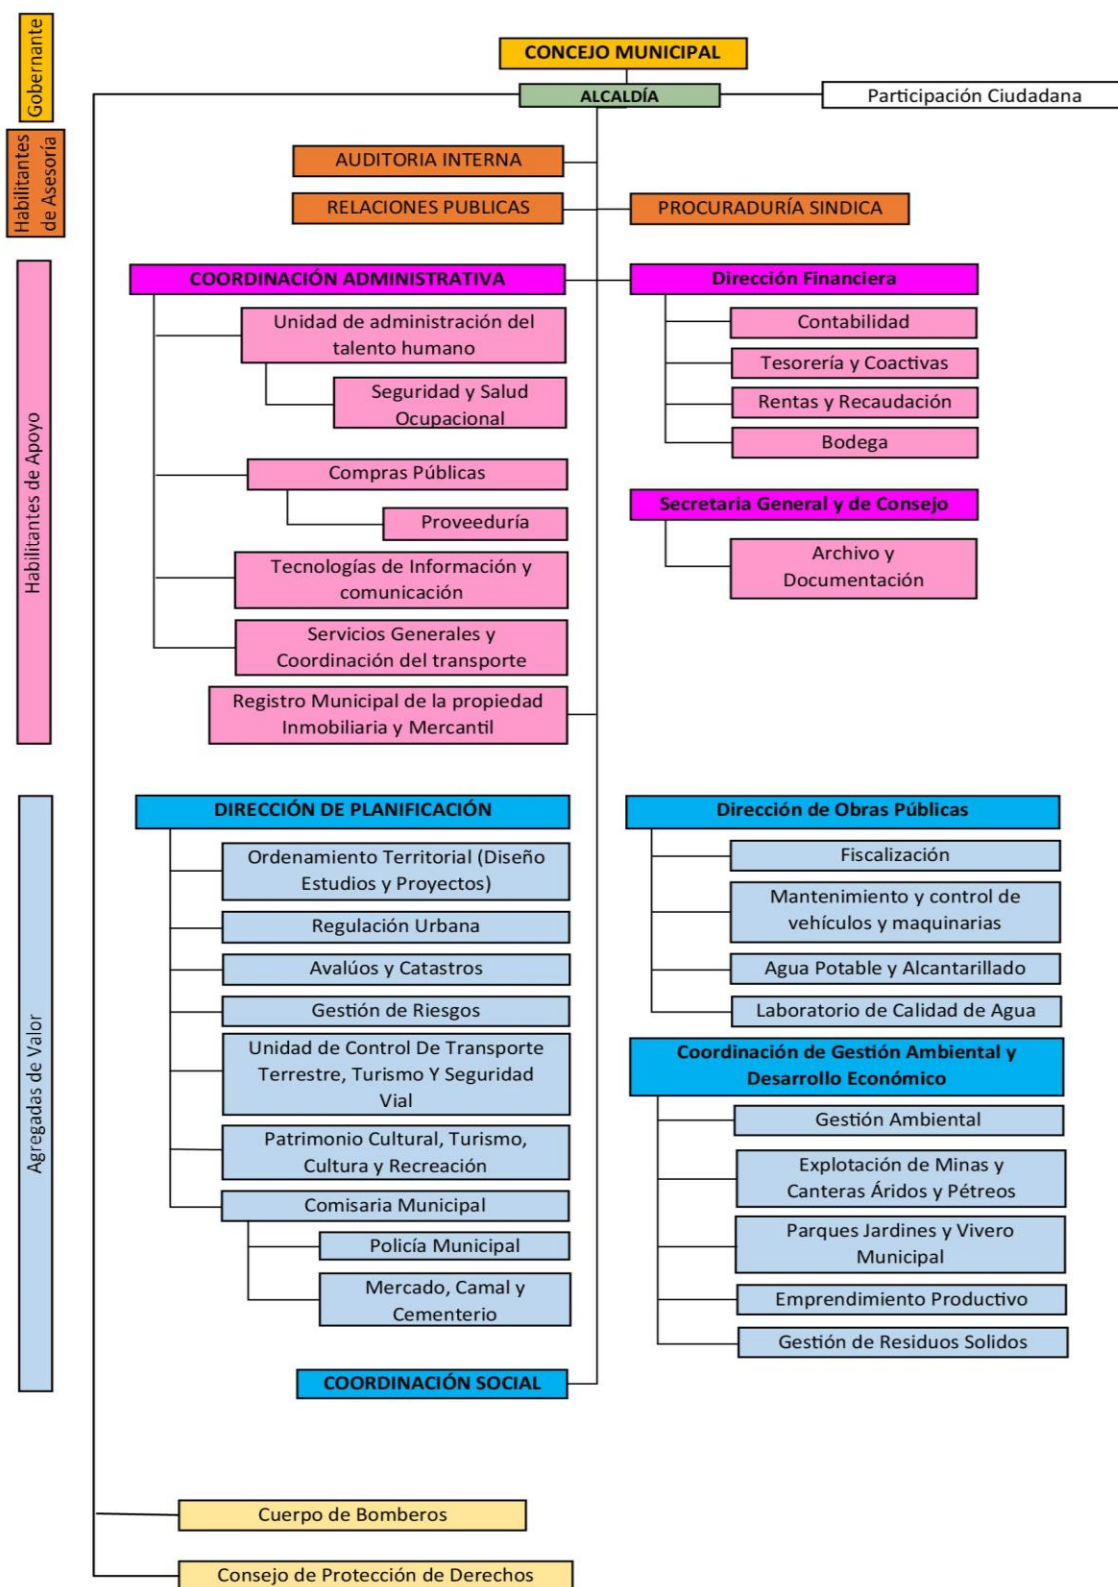 Gobernante
CONCEJO MUNICIPAL
ALCALDÍA
Participación Ciudadana
Habilitantes
de Asesoría
AUDITORIA INTERNA
RELACIONES PUBLICAS
PROCURADURÍA SINDICA
Habilitantes de Apoyo
COORDINACIÓN ADMINISTRATIVA
Unidad de administración del
talento humano
Seguridad y Salud
Ocupacional
Compras Públicas
Proveeduría
Tecnologías de Información y
comunicación
Servicios Generales y
Coordinación del transporte
Registro Municipal de la propiedad
Inmobiliaria y Mercantil
Dirección Financiera
Contabilidad
Tesorería y Coactivas
Rentas y Recaudación
Bodega
Secretaria General y de Consejo
Archivo y
Documentación
Agregadas de Valor
DIRECCIÓN DE PLANIFICACIÓN
Ordenamiento Territorial (Diseño
Estudios y Proyectos)
Regulación Urbana
Avalúos y Catastros
Gestión de Riesgos
Unidad de Control De Transporte
Terrestre, Turismo Y Seguridad
Vial
Patrimonio Cultural, Turismo,
Cultura y Recreación
Comisaria Municipal
Policía Municipal
Mercado, Camal y
Cementerio
COORDINACIÓN SOCIAL
Dirección de Obras Públicas
Fiscalización
Mantenimiento y control de
vehículos y maquinarias
Agua Potable y Alcantarillado
Laboratorio de Calidad de Agua
Coordinación de Gestión Ambiental y
Desarrollo Económico
Gestión Ambiental
Explotación de Minas y
Canteras Áridos y Pétreos
Parques Jardines y Vivero
Municipal
Emprendimiento Productivo
Gestión de Residuos Solidos
Cuerpo de Bomberos
Consejo de Protección de Derechos